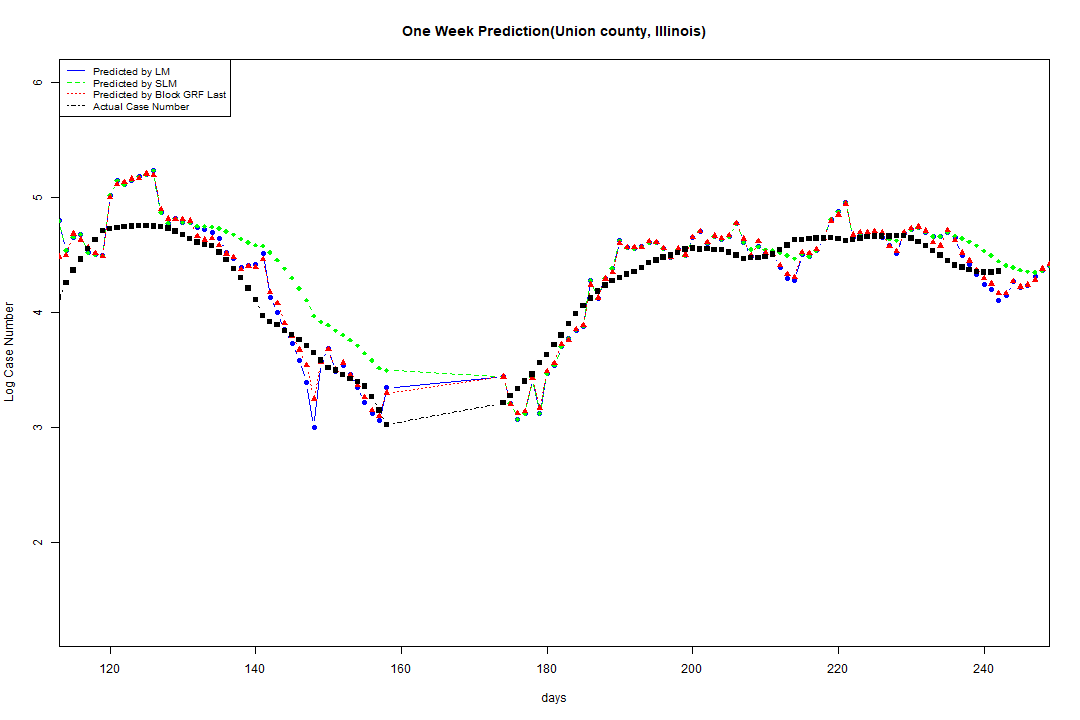 One Week Prediction(Union county, Illinois)
Predicted by LM
Predicted by SLM
Predicted by Block GRF Last
Actual Case Number
6
5
4
3
2
Log Case Number
120 140 160 180 200 220 240
days